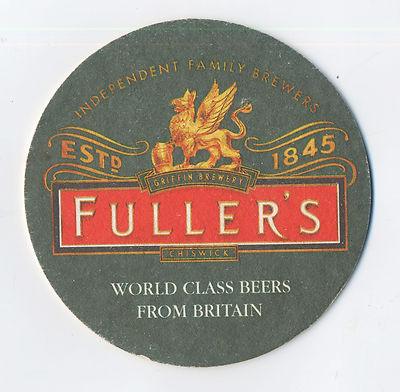 INDEPENDENT FAMILY BREWERS
ESTD 1845
GRIFFIN BREWERY
FULLER'S
CHISWICK
WORLD CLASS BEERS
FROM BRITAIN